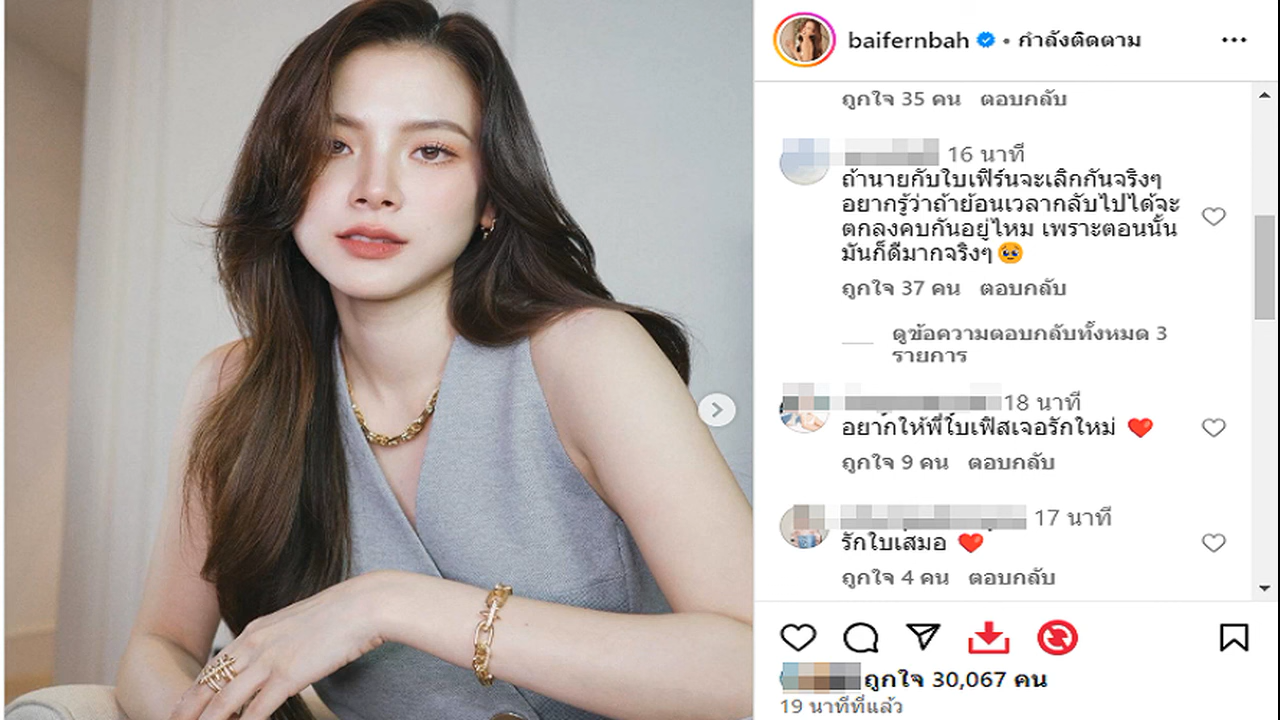 baifernbah • กำลังติดตาม
ถูกใจ 35 คน ตอบกลับ
16 นาที
ถ้านายกับใบเฟิร์นจะเลิกกันจริงๆ
อยากรู้ว่าถ้าย้อนเวลากลับไปได้จะ
ตกลงคบกันอยู่ไหม เพราะตอนนั้น
มันก็ดีมากจริงๆ 🥹
ถูกใจ 37 คน ตอบกลับ
ดูข้อความตอบกลับทั้งหมด 3
รายการ
18 นาที
อยากให้พี่ใบเฟิสเจอรักใหม่ ❤️
ถูกใจ 9 คน ตอบกลับ
17 นาที
รักใบเสมอ ❤️
ถูกใจ 4 คน ตอบกลับ
ถูกใจ 30,067 คน
19 นาทีที่แล้ว